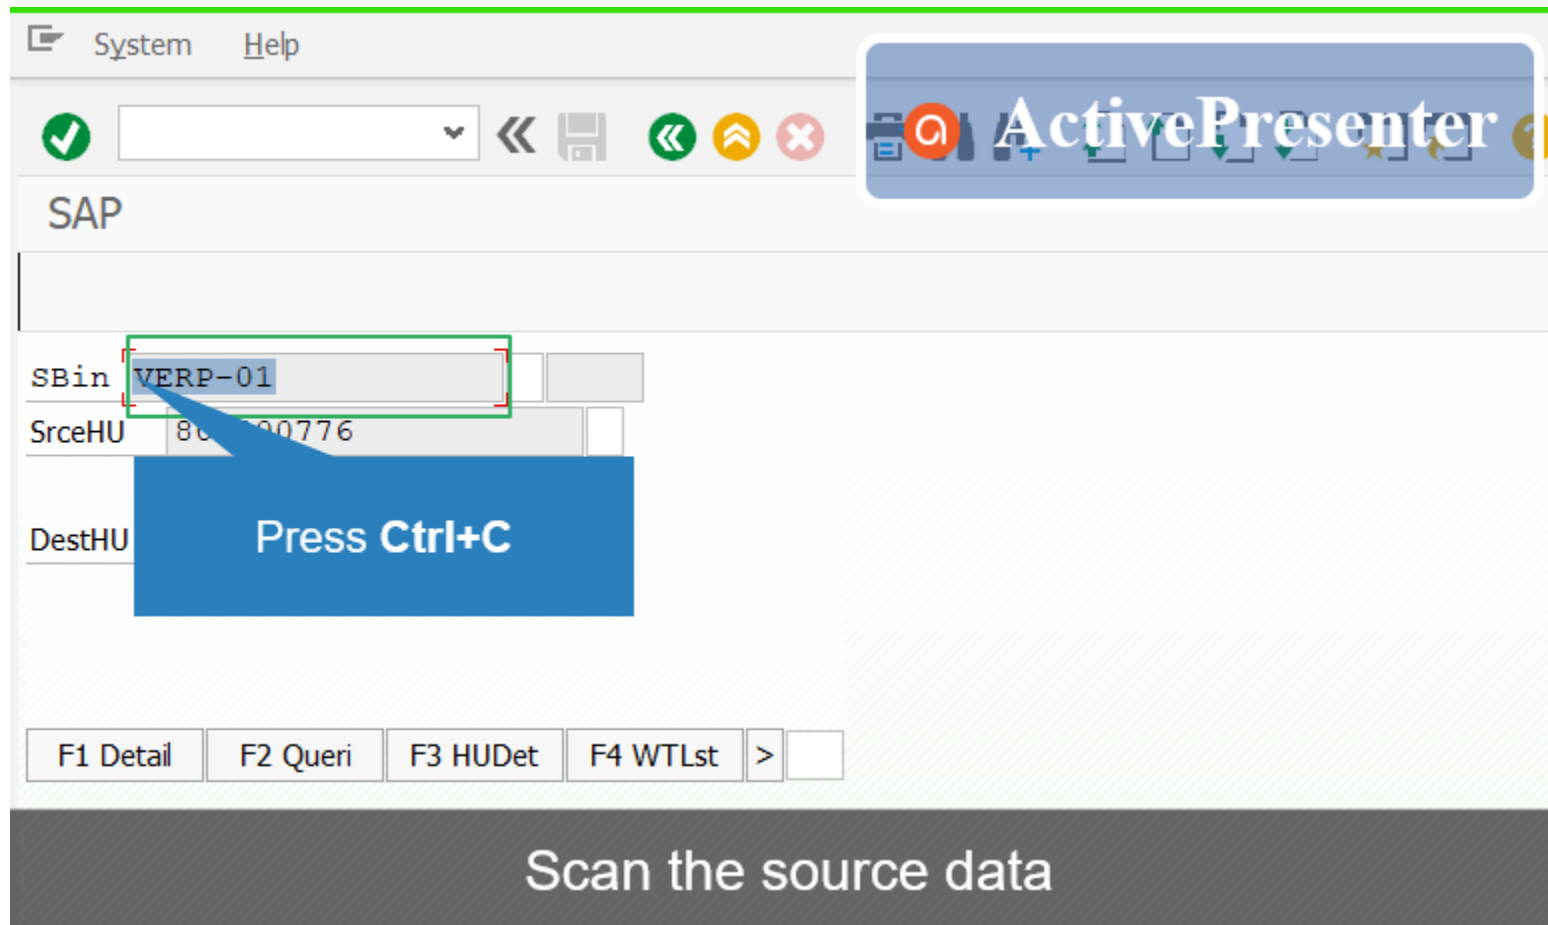 System Help
ActivePresenter
SAP
SBin VERP-01
SrceHU
DestHU
Press Ctrl+C
F1 Detail F2 Queri F3 HUDet F4 WTLst >
Scan the source data